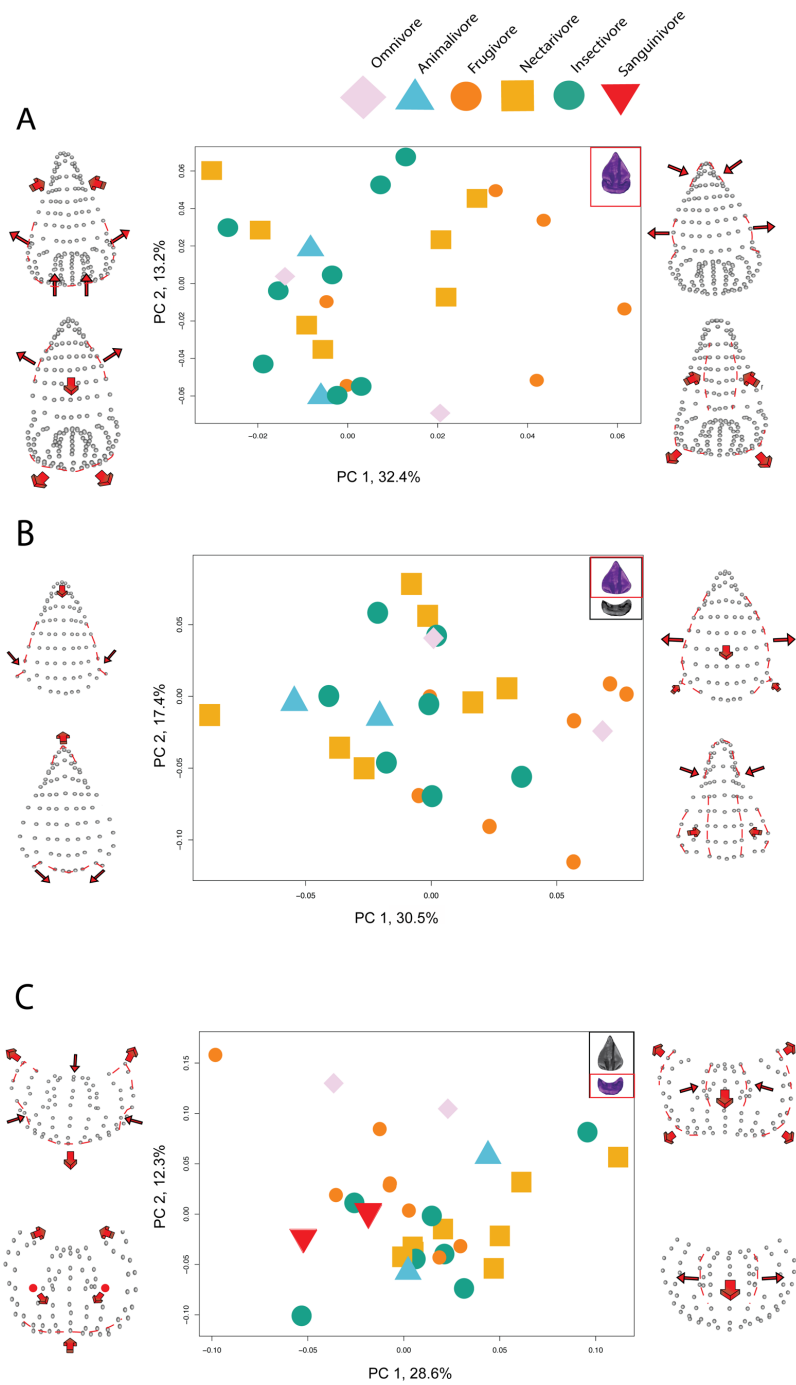 Omnivore
Animalivore
Frugivore
Nectarivore
Insectivore
Sanguinivore
A
0.06
0.04
0.02
0.00
−0.02
−0.04
−0.06
PC 2, 13.2%
−0.02
0.00
0.02
0.04
0.06
PC 1, 32.4%
B
0.05
0.00
−0.05
−0.10
PC 2, 17.4%
−0.05
0.00
0.05
PC 1, 30.5%
C
0.15
0.10
0.05
0.00
−0.05
−0.10
PC 2, 12.3%
−0.10
−0.05
0.00
0.05
0.10
PC 1, 28.6%